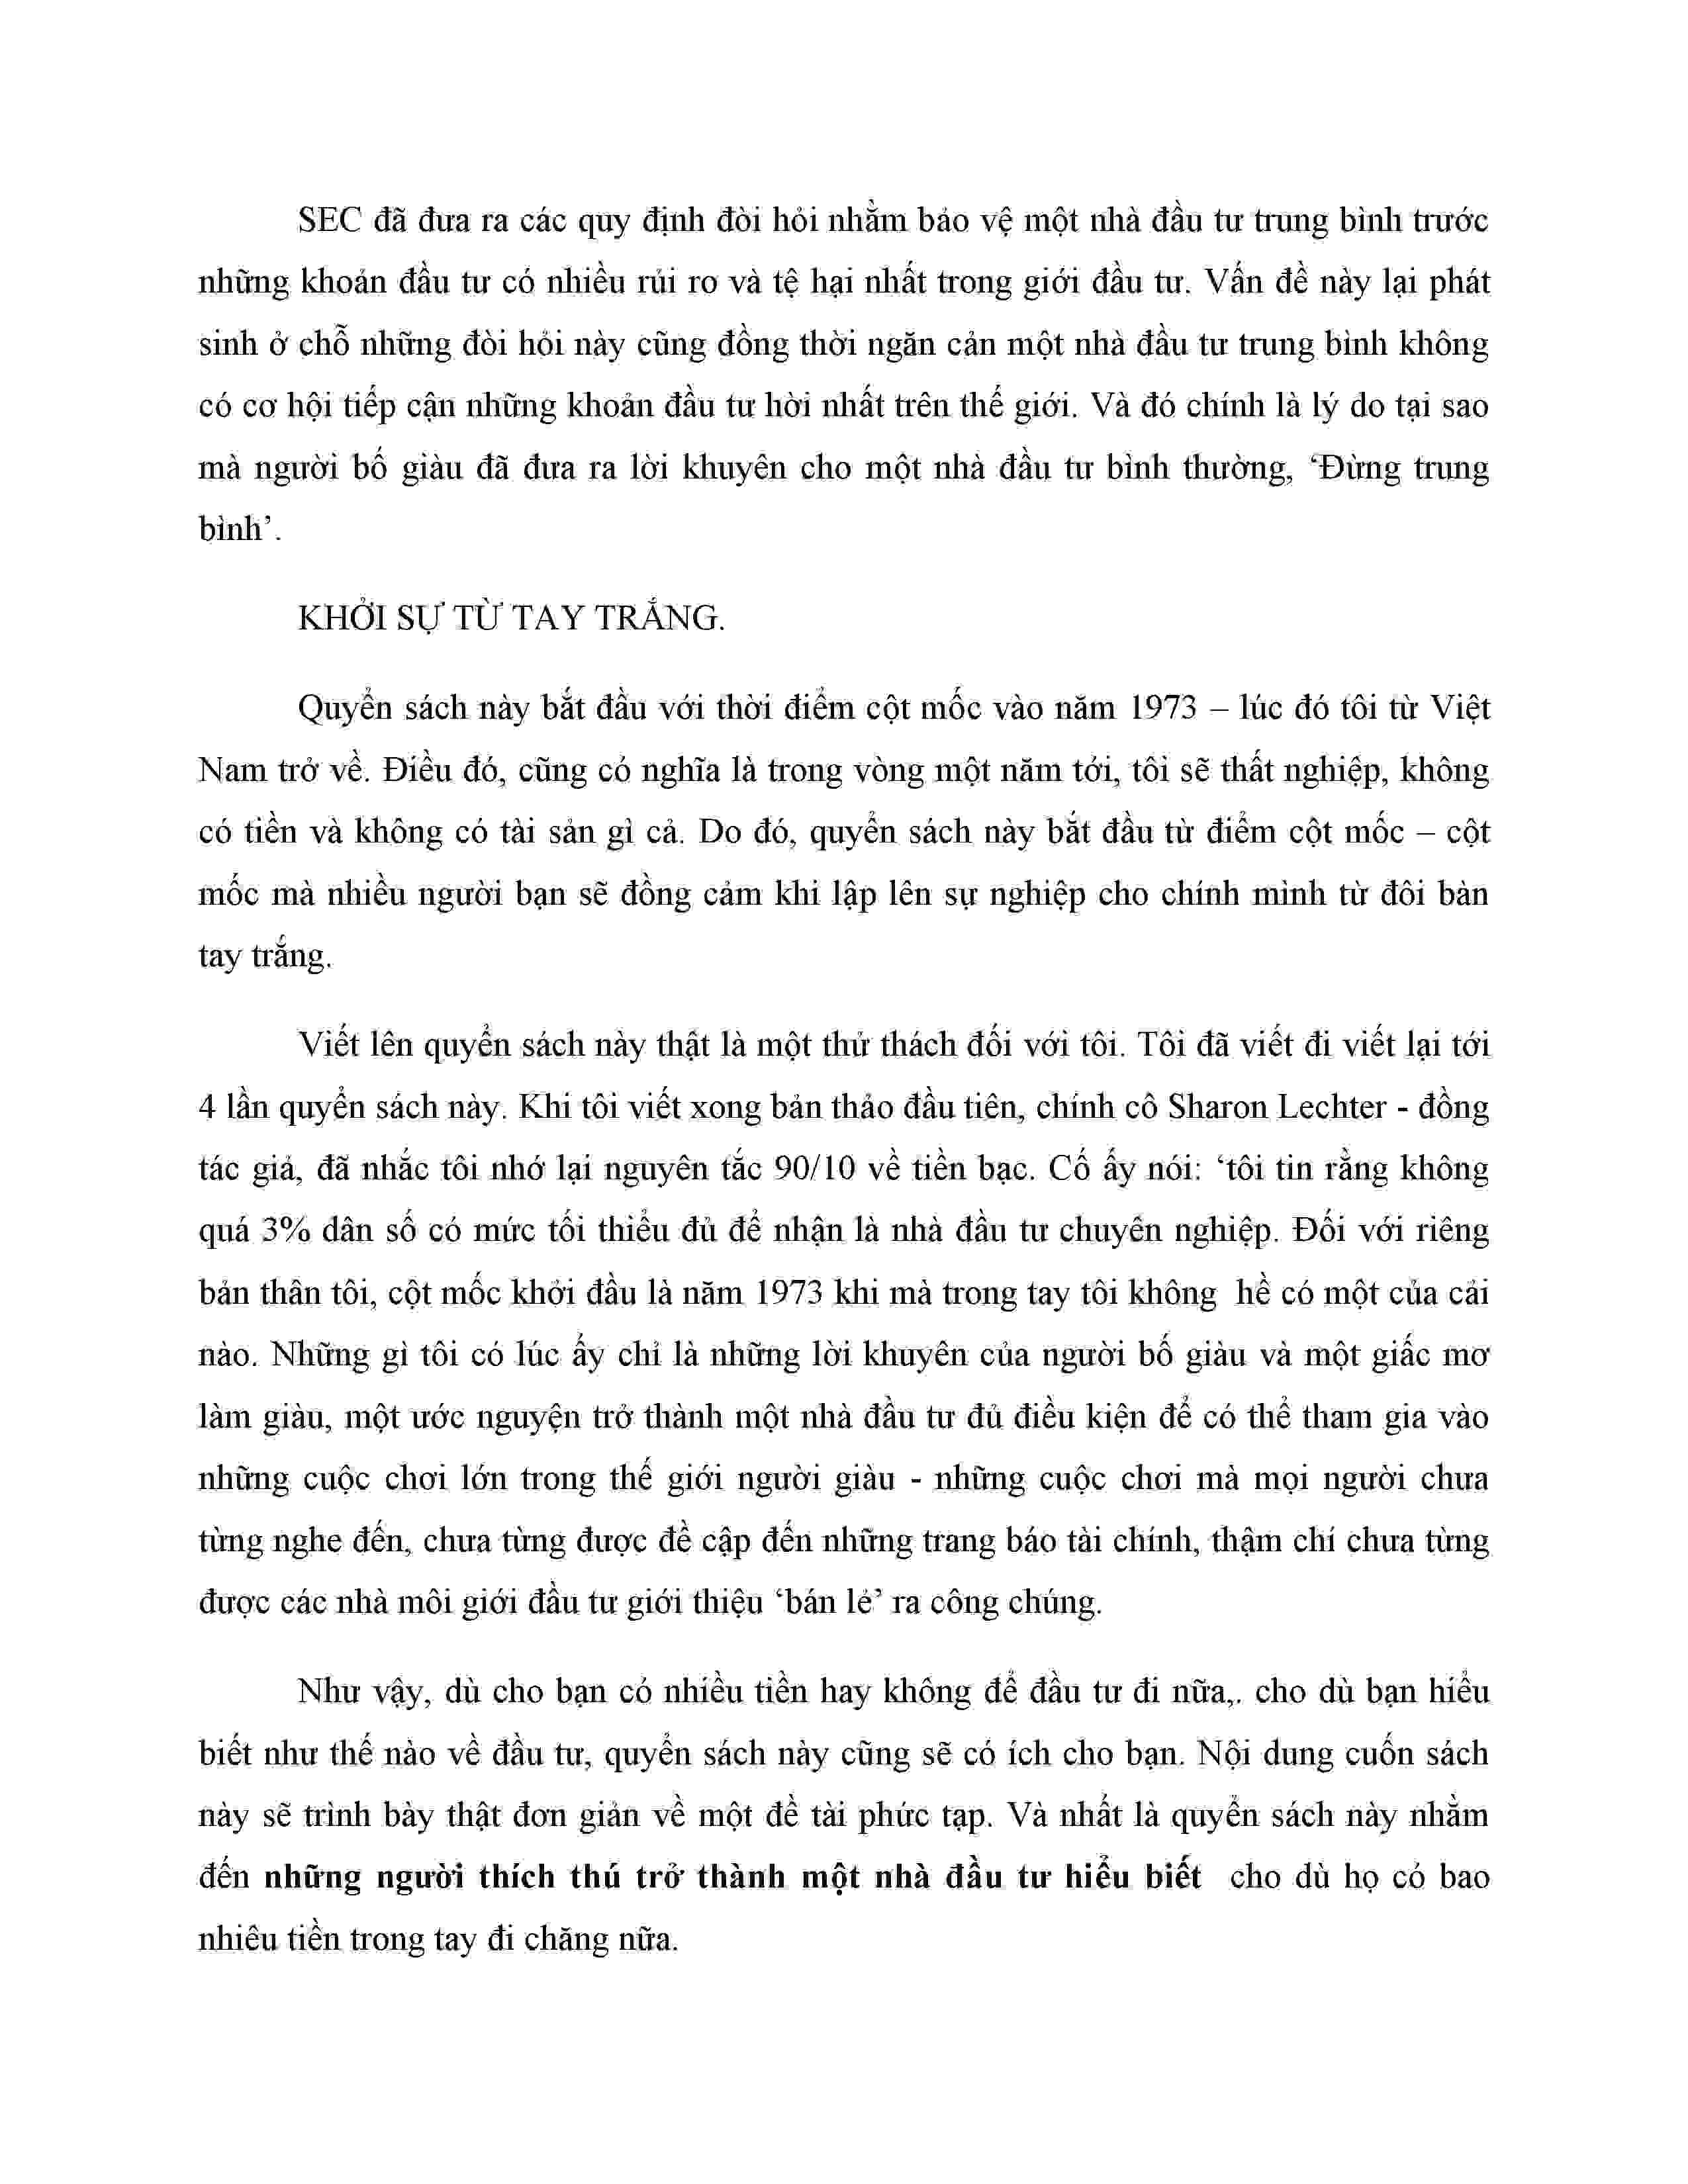 SEC đã đưa ra các quy định đòi hỏi nhằm bảo vệ một nhà đầu tư trung bình trước
những khoản đầu tư có nhiều rủi ro và tệ hại nhất trong giới đầu tư. Vấn đề này lại phát
sinh ở chỗ những đòi hỏi này cũng đồng thời ngăn cản một nhà đầu tư trung bình không
có cơ hội tiếp cận những khoản đầu tư hời nhất trên thế giới. Và đó chính là lý do tại sao
mà người bố giàu đã đưa ra lời khuyên cho một nhà đầu tư bình thường, ‘Đừng trung
bình’.
KHỞI SỰ TỪ TAY TRẮNG.
Quyển sách này bắt đầu với thời điểm cột mốc vào năm 1973 – lúc đó tôi từ Việt
Nam trở về. Điều đó, cũng có nghĩa là trong vòng một năm tới, tôi sẽ thất nghiệp, không
có tiền và không có tài sản gì cả. Do đó, quyển sách này bắt đầu từ điểm cột mốc – cột
mốc mà nhiều người bạn sẽ đồng cảm khi lập lên sự nghiệp cho chính mình từ đôi bàn
tay trắng.
Viết lên quyển sách này thật là một thử thách đối với tôi. Tôi đã viết đi viết lại tới
4 lần quyển sách này. Khi tôi viết xong bản thảo đầu tiên, chính cô Sharon Lechter - đồng
tác giả, đã nhắc tôi nhớ lại nguyên tắc 90/10 về tiền bạc. Cố ấy nói: ‘tôi tin rằng không
quá 3% dân số có mức tối thiểu đủ để nhận là nhà đầu tư chuyên nghiệp. Đối với riêng
bản thân tôi, cột mốc khởi đầu là năm 1973 khi mà trong tay tôi không  hề có một của cải
nào. Những gì tôi có lúc ấy chỉ là những lời khuyên của người bố giàu và một giấc mơ
làm giàu, một ước nguyện trở thành một nhà đầu tư đủ điều kiện để có thể tham gia vào
những cuộc chơi lớn trong thế giới người giàu - những cuộc chơi mà mọi người chưa
từng nghe đến, chưa từng được đề cập đến những trang báo tài chính, thậm chí chưa từng
được các nhà môi giới đầu tư giới thiệu ‘bán lẻ’ ra công chúng.
Như vậy, dù cho bạn có nhiều tiền hay không để đầu tư đi nữa,. cho dù bạn hiểu
biết như thế nào về đầu tư, quyển sách này cũng sẽ có ích cho bạn. Nội dung cuốn sách
này sẽ trình bày thật đơn giản về một đề tài phức tạp. Và nhất là quyển sách này nhằm
đến những người thích thú trở thành một nhà đầu tư hiểu biết  cho dù họ có bao
nhiêu tiền trong tay đi chăng nữa.